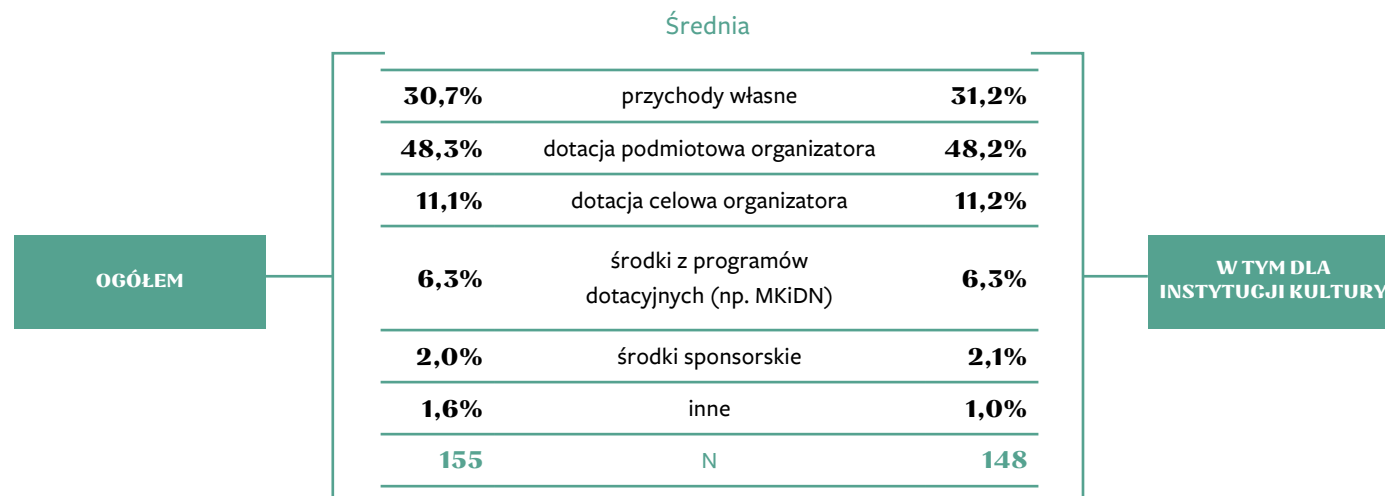 Średnia
30,7% przychody własne 31,2%
48,3% dotacja podmiotowa organizatora 48,2%
11,1% dotacja celowa organizatora 11,2%
OGÓŁEM
6,3% środki z programów
dotacyjnych (np. MKiDN) 6,3%
W TYM DLA
INSTYTUCJI KULTURY
2,0% środki sponsorskie 2,1%
1,6% inne 1,0%
155 N 148